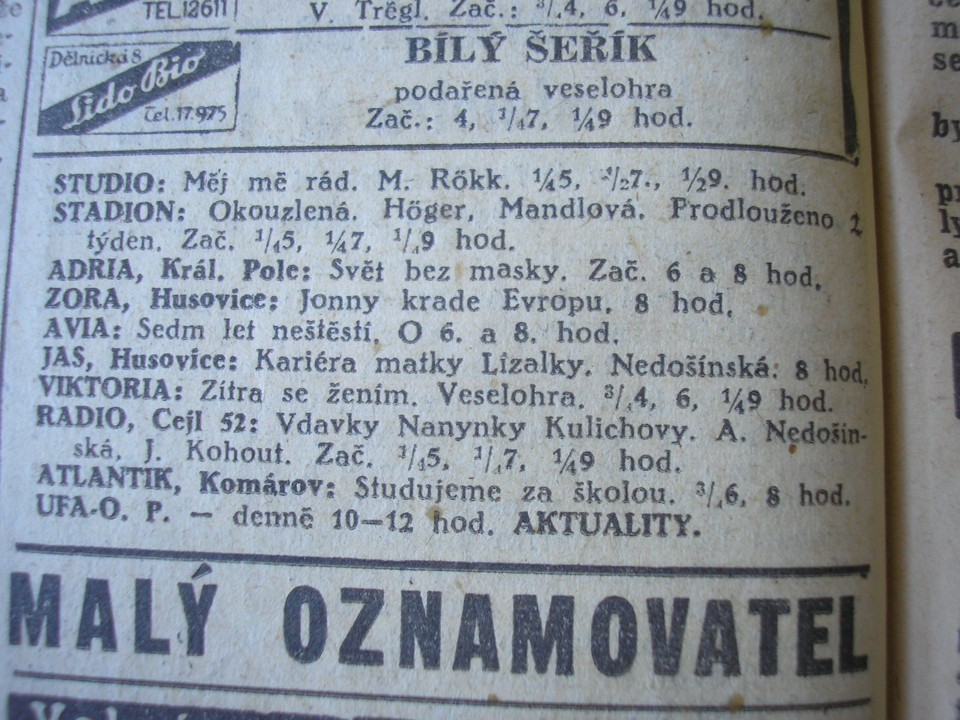 TEL.12611
V. Trégl. Zač.: ³/₄4, 6, ¼9 hod.
Dělnická 8
Lido Bio
Tel. 17.975
BÍLÝ ŠEŘÍK
podařená veselohra
Zač.: 4, ¼7, ¼9 hod.
STUDIO: Měj mě rád. M. Rökk. ¼5, ½7., ½9. hod.
STADION: Okouzlená. Höger, Mandlová. Prodlouženo 2
týden. Zač. ¼5, ¼7, ¼9 hod.
ADRIA, Král. Pole: Svět bez masky. Zač. 6 a 8 hod.
ZORA, Husovice: Jonny krade Evropu. 8 hod.
AVIA: Sedm let neštěstí. O 6. a 8. hod.
JAS, Husovice: Kariéra matky Lízalky. Nedošínská. 8 hod.
VIKTORIA: Zítra se žením. Veselohra. ³/₄4, 6, ¼9 hod.
RADIO, Cejl 52: Vdavky Nanynky Kulichovy. A. Nedošín-
ská, J. Kohout. Zač. ¼5, ¼7, ¼9 hod.
ATLANTIK, Komárov: Studujeme za školou. ³/₄6, 8 hod.
UFA-O. P. — denně 10—12 hod. AKTUALITY.
MALÝ OZNAMOVATEL